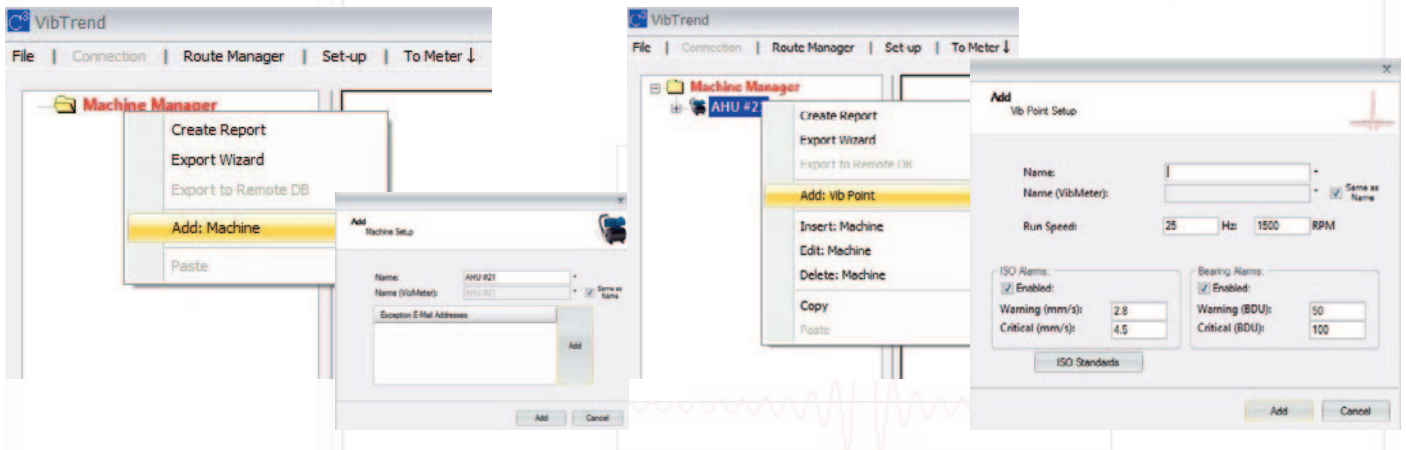 C³ VibTrend
File | Connection | Route Manager | Set-up | To Meter ↓
Machine Manager
Create Report
Export Wizard
Export to Remote DB
Add: Machine
Paste
x
Add
Machine Setup
Name: AHU #21 *
Name (VibMeter): AHU #21 * Same as Name
Exception E-Mail Addresses
Add
Add Cancel
C³ VibTrend
File | Connection | Route Manager | Set-up | To Meter ↓
Machine Manager
AHU #21
Create Report
Export Wizard
Export to Remote DB
Add: Vib Point
Insert: Machine
Edit: Machine
Delete: Machine
Copy
Paste
x
Add
Vib Point Setup
Name: *
Name (VibMeter): * Same as Name
Run Speed: 25 Hz: 1500 RPM
ISO Alarms:
Enabled:
Warning (mm/s): 2.8
Critical (mm/s): 4.5
ISO Standards
Bearing Alarms:
Enabled:
Warning (BDU): 50
Critical (BDU): 100
Add Cancel